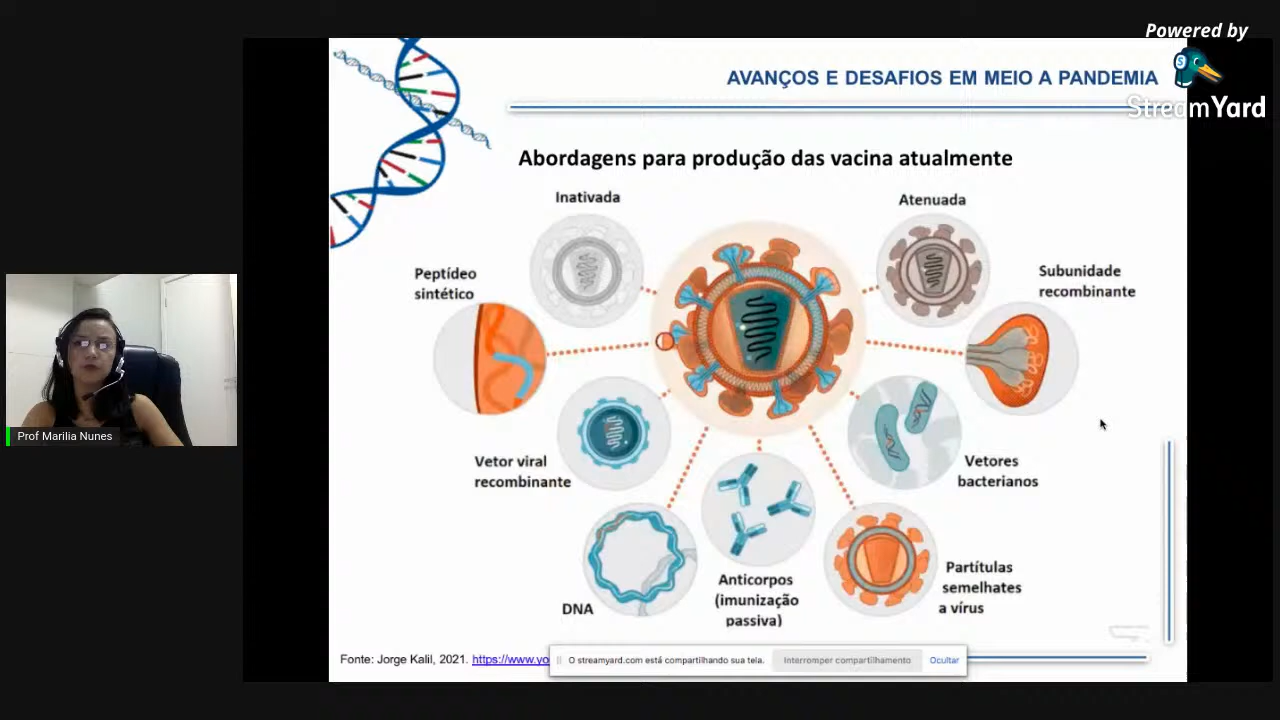 Powered by
StreamYard
AVANÇOS E DESAFIOS EM MEIO A PANDEMIA
Abordagens para produção das vacina atualmente
Inativada
Atenuada
Peptídeo
sintético
Subunidade
recombinante
Vetor viral
recombinante
Vetores
bacterianos
DNA
Anticorpos
(imunização
passiva)
Partítulas
semelhates
a vírus
Fonte: Jorge Kalil, 2021. https://www.yo
O streamyard.com está compartilhando sua tela.
Interromper compartilhamento
Ocultar
Prof Marilia Nunes